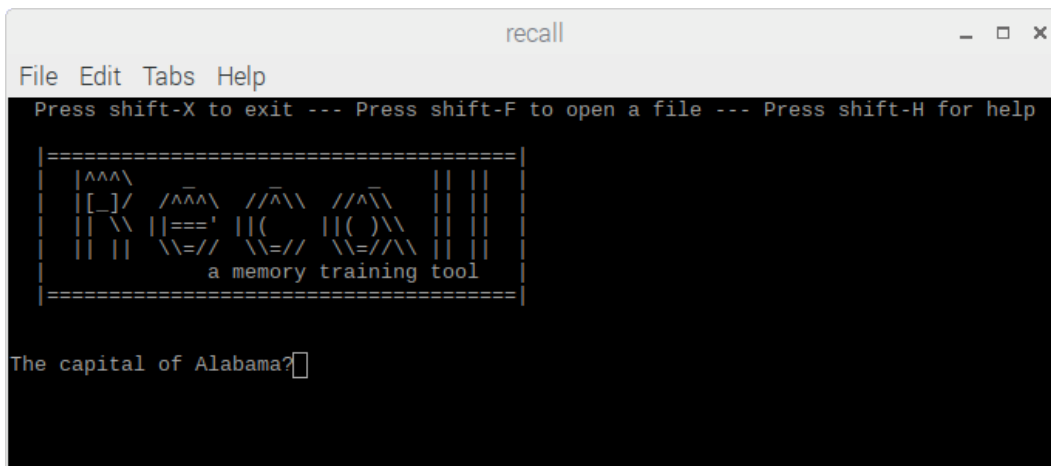 recall
File Edit Tabs Help
Press shift-X to exit --- Press shift-F to open a file --- Press shift-H for help
Recall
a memory training tool
The capital of Alabama?